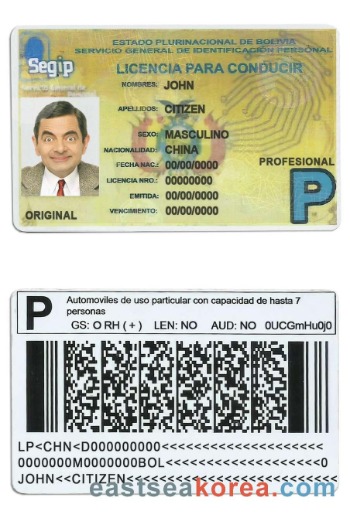 ESTADO PLURINACIONAL DE BOLIVIA
SERVICIO GENERAL DE IDENTIFICACIÓN PERSONAL
Segip
LICENCIA PARA CONDUCIR
NOMBRES: JOHN
APELLIDOS: CITIZEN
SEXO: MASCULINO
NACIONALIDAD: CHINA
FECHA NAC.: 00/00/0000
PROFESIONAL
LICENCIA NRO.: 00000000
P
EMITIDA: 00/00/0000
ORIGINAL
VENCIMIENTO: 00/00/0000
P
Automoviles de uso particular con capacidad de hasta 7
personas
GS: O RH ( + ) LEN: NO AUD: NO 0UCGmHu0j0
LP<CHN<D000000000<<<<<<<<<<<<<<<<<<<<<
0000000M0000000BOL<<<<<<<<<<<<<<<<<<<0
JOHN<<CITIZEN<<<<<<<<<<<<<<<<<<<<<<<<<
eastseakorea.com